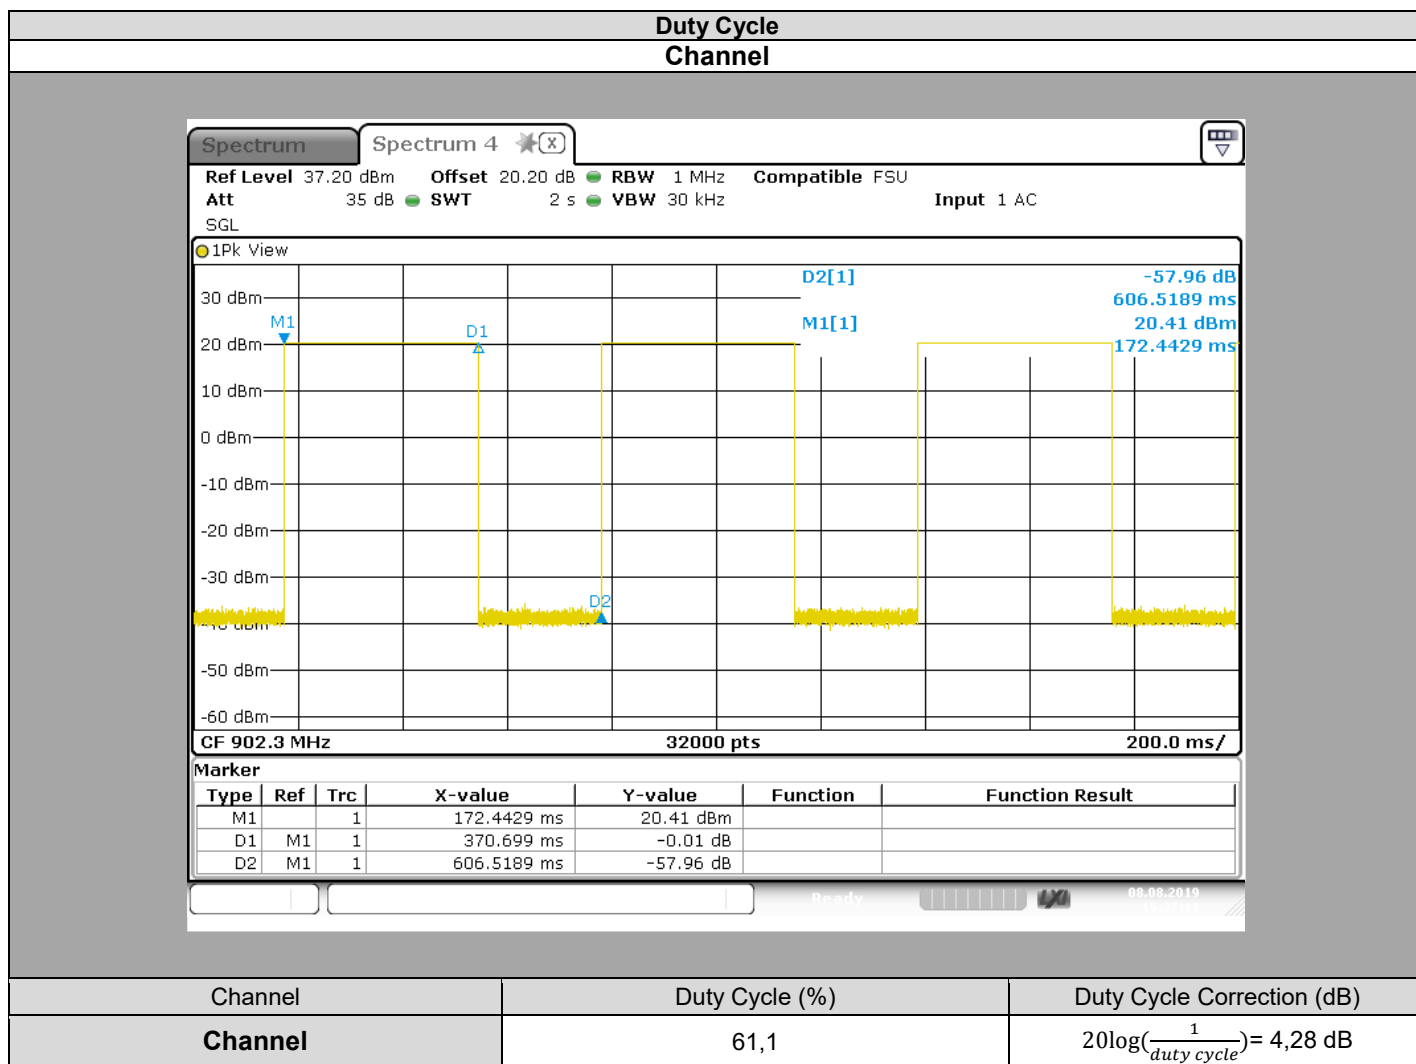 Duty Cycle
Channel
Spectrum Spectrum 4 X
Ref Level 37.20 dBm Offset 20.20 dB RBW 1 MHz Compatible FSU
Att 35 dB SWT 2 s VBW 30 kHz Input 1 AC
SGL
1Pk View
D2[1] -57.96 dB
606.5189 ms
M1[1] 20.41 dBm
172.4429 ms
30 dBm
M1
D1
20 dBm
10 dBm
0 dBm
-10 dBm
-20 dBm
-30 dBm
D2
-40 dBm
-50 dBm
-60 dBm
CF 902.3 MHz 32000 pts 200.0 ms/
Marker
Type Ref Trc X-value Y-value Function Function Result
M1 1 172.4429 ms 20.41 dBm
D1 M1 1 370.699 ms -0.01 dB
D2 M1 1 606.5189 ms -57.96 dB
Ready LXI 08.08.2019
Channel Duty Cycle (%) Duty Cycle Correction (dB)
Channel 61,1 20log(1/duty cycle)= 4,28 dB